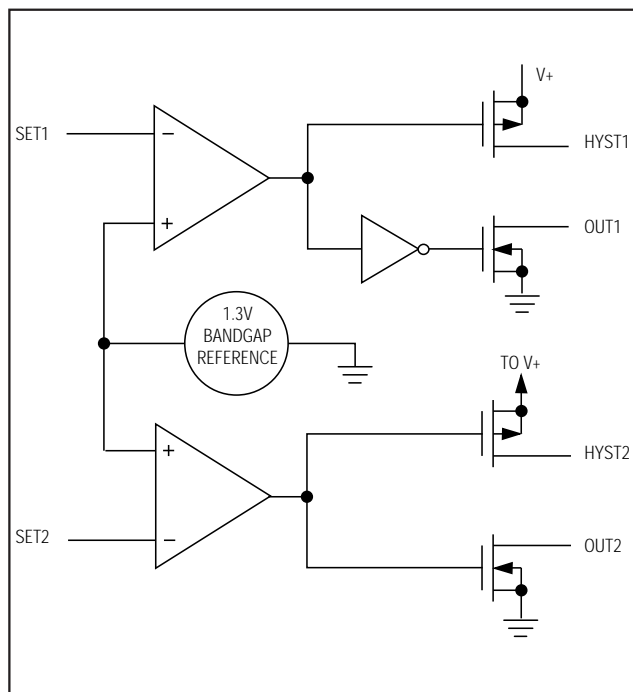 V+
SET1
−
HYST1
+
OUT1
1.3V
BANDGAP
REFERENCE
TO V+
+
HYST2
SET2
−
OUT2